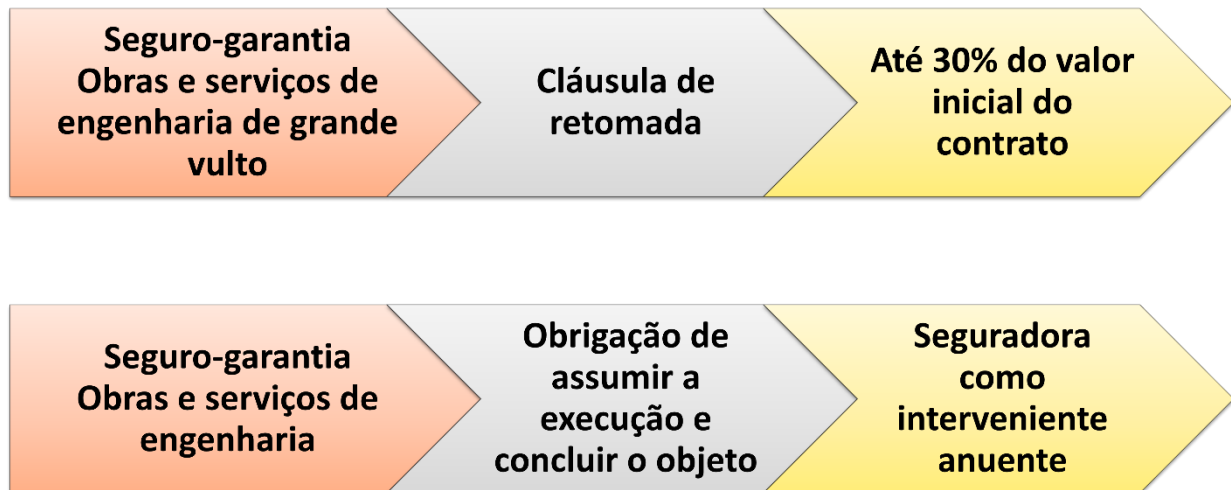 Seguro-garantia
Obras e serviços de
engenharia de grande
vulto
Cláusula de
retomada
Até 30% do valor
inicial do
contrato
Seguro-garantia
Obras e serviços de
engenharia
Obrigação de
assumir a
execução e
concluir o objeto
Seguradora
como
interveniente
anuente